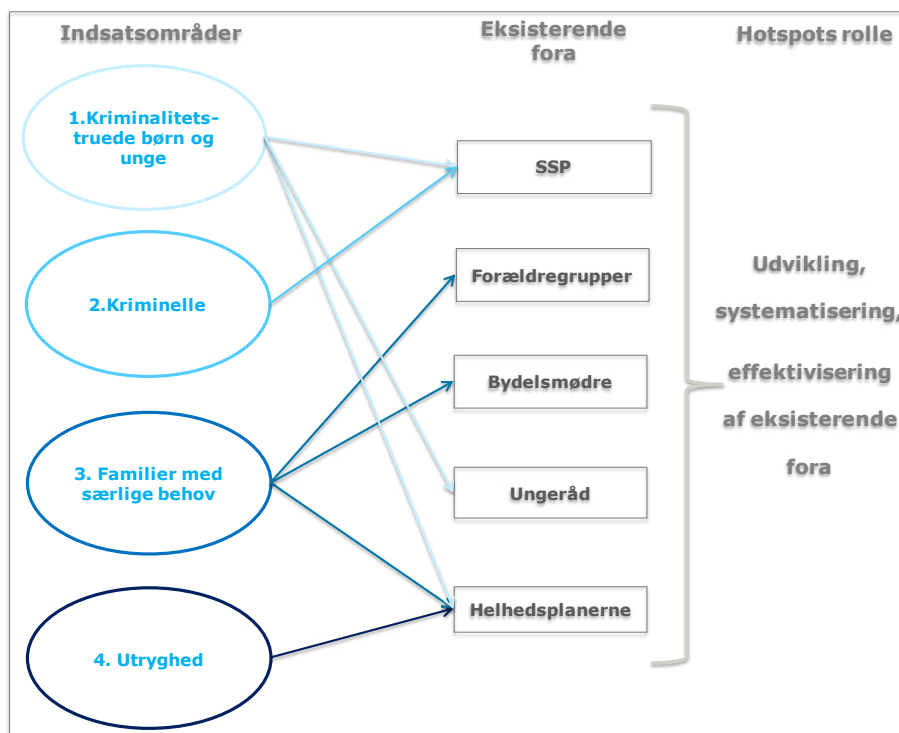 Indsatsområder
Eksisterende
fora
Hotspots rolle
1.Kriminalitets-
truede børn og
unge
2.Kriminelle
3. Familier med
særlige behov
4. Utryghed
SSP
Forældregrupper
Bydelsmødre
Ungeråd
Helhedsplanerne
Udvikling,
systematisering,
effektivisering
af eksisterende
fora